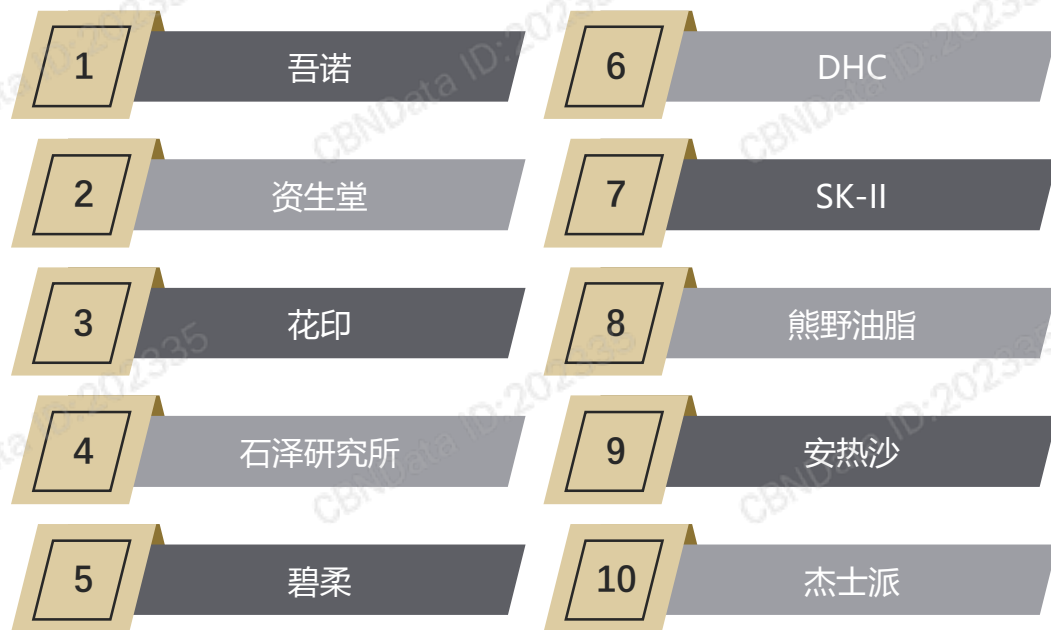 1 吾诺
2 资生堂
3 花印
4 石泽研究所
5 碧柔
6 DHC
7 SK-II
8 熊野油脂
9 安热沙
10 杰士派
CBNData ID:202335